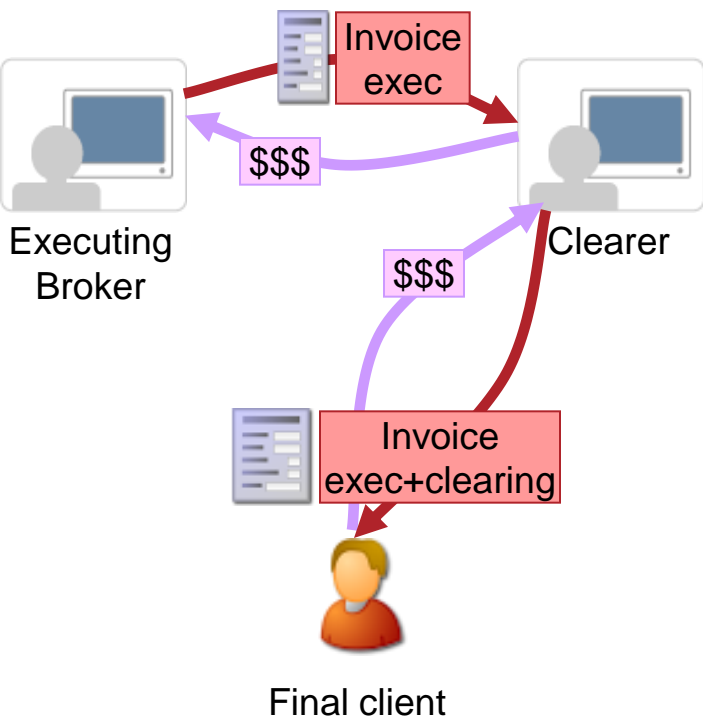 Invoice
exec
$$$
Executing
Broker
Clearer
$$$
Invoice
exec+clearing
Final client